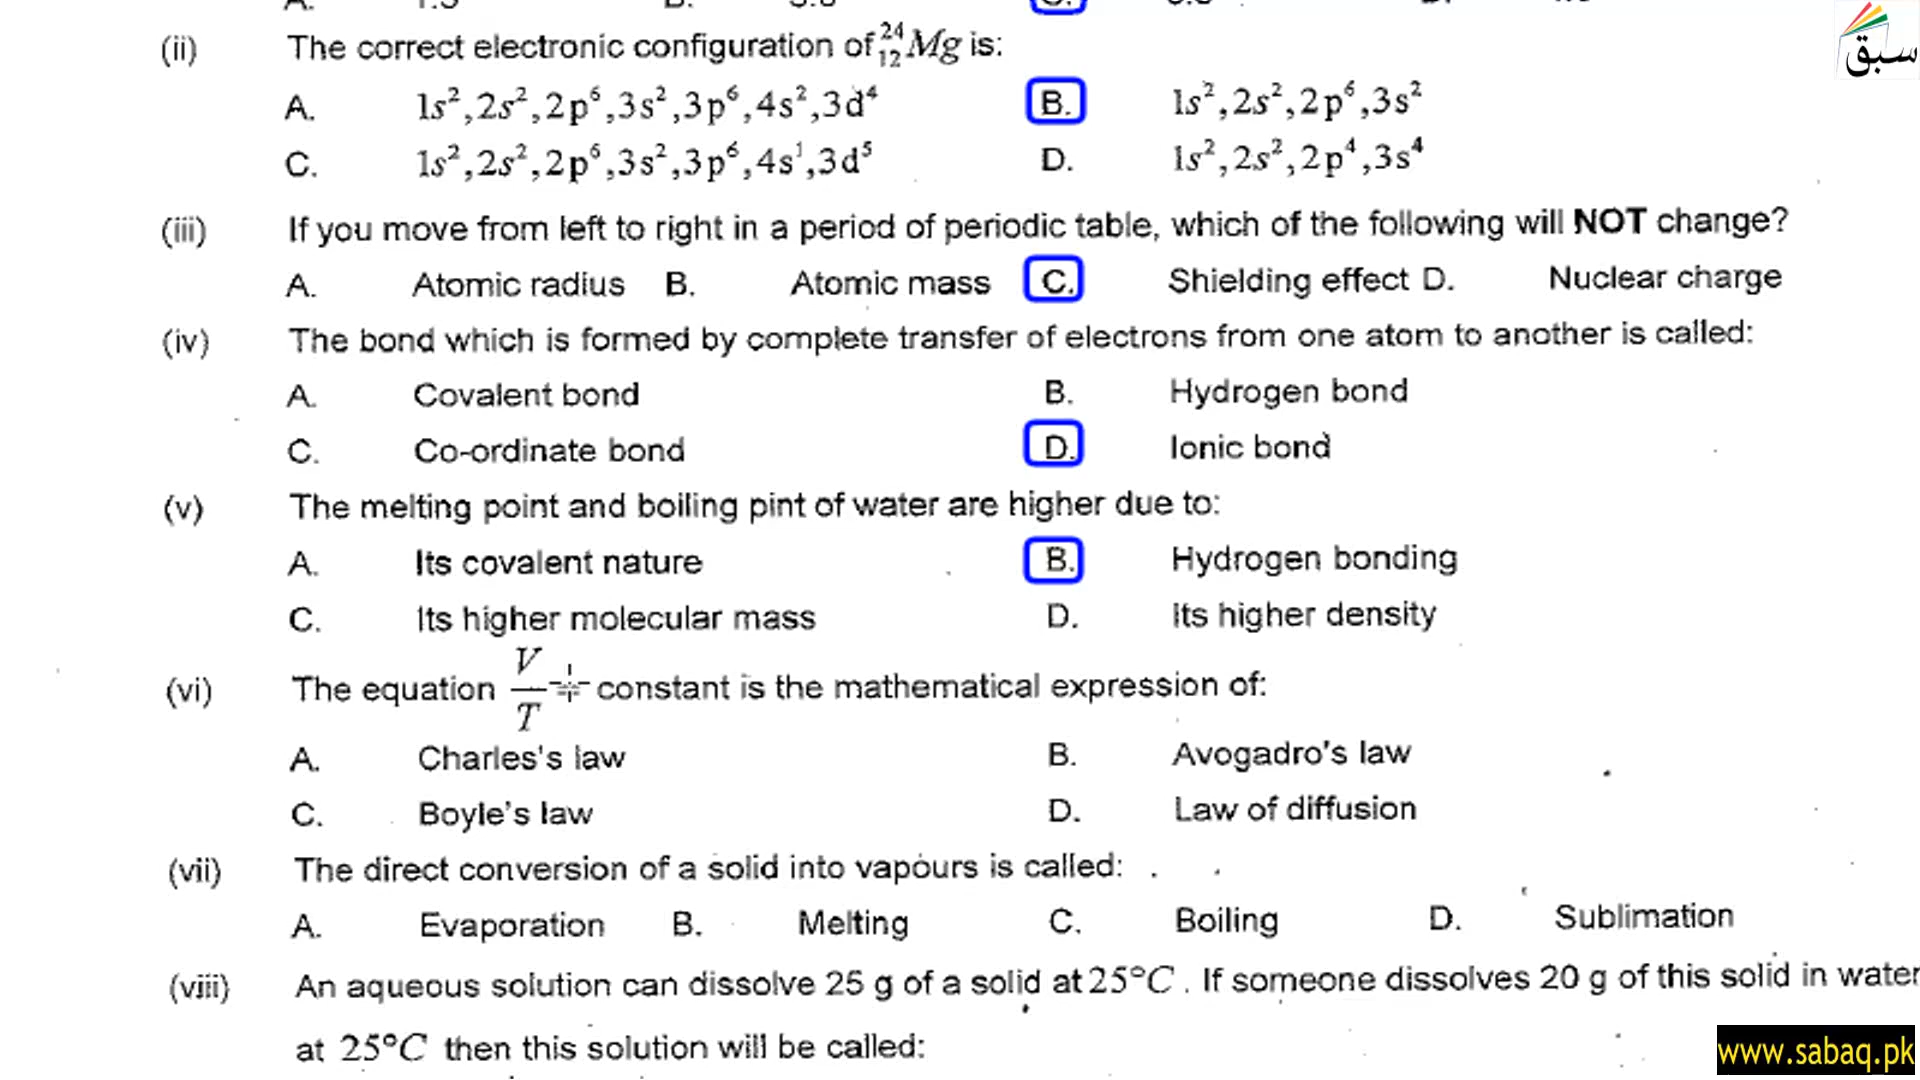 سبق
(ii) The correct electronic configuration of ²⁴₁₂Mg is:
A. 1s²,2s²,2p⁶,3s²,3p⁶,4s²,3d⁴ B. 1s²,2s²,2p⁶,3s²
C. 1s²,2s²,2p⁶,3s²,3p⁶,4s¹,3d⁵ D. 1s²,2s²,2p⁴,3s⁴
(iii) If you move from left to right in a period of periodic table, which of the following will NOT change?
A. Atomic radius B. Atomic mass C. Shielding effect D. Nuclear charge
(iv) The bond which is formed by complete transfer of electrons from one atom to another is called:
A. Covalent bond B. Hydrogen bond
C. Co-ordinate bond D. Ionic bond
(v) The melting point and boiling pint of water are higher due to:
A. Its covalent nature B. Hydrogen bonding
C. Its higher molecular mass D. Its higher density
(vi) The equation V/T = constant is the mathematical expression of:
A. Charles's law B. Avogadro's law
C. Boyle's law D. Law of diffusion
(vii) The direct conversion of a solid into vapours is called:
A. Evaporation B. Melting C. Boiling D. Sublimation
(viii) An aqueous solution can dissolve 25 g of a solid at 25°C. If someone dissolves 20 g of this solid in water
at 25°C then this solution will be called:
www.sabaq.pk